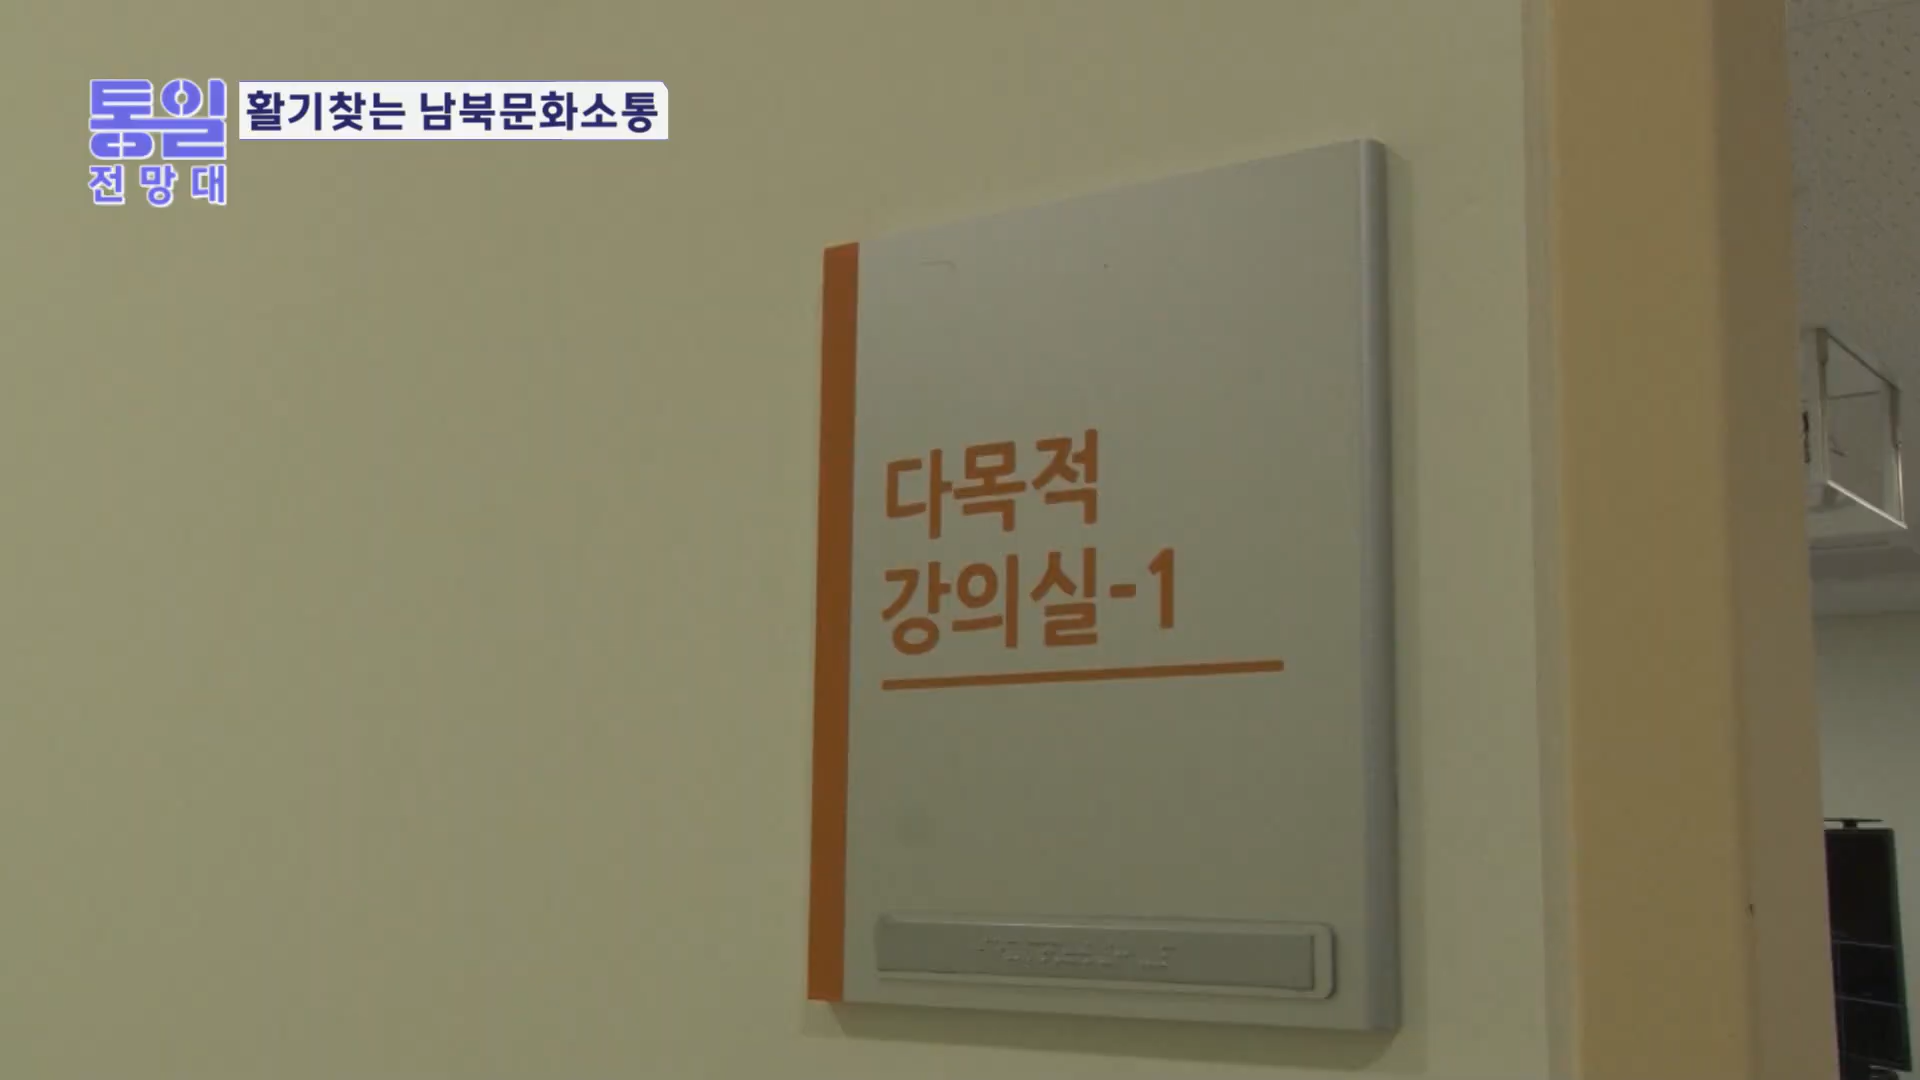 통일
전망대
활기찾는 남북문화소통
다목적
강의실-1